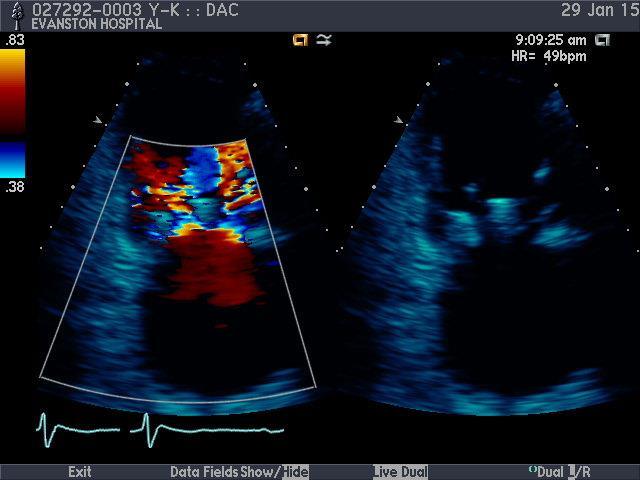 027292-0003 Y-K :: DAC
29 Jan 15
EVANSTON HOSPITAL
.83
9:09:25 am
HR= 49bpm
.38
Exit
Data Fields Show/Hide
Live Dual
Dual L/R